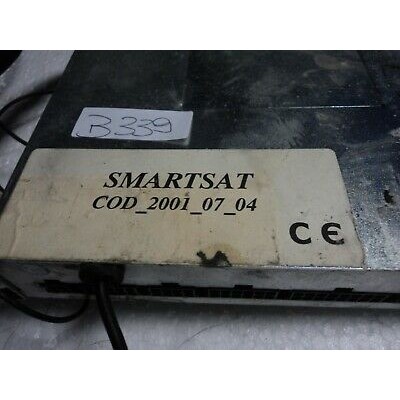 B339
SMARTSAT
COD_2001_07_04
CE